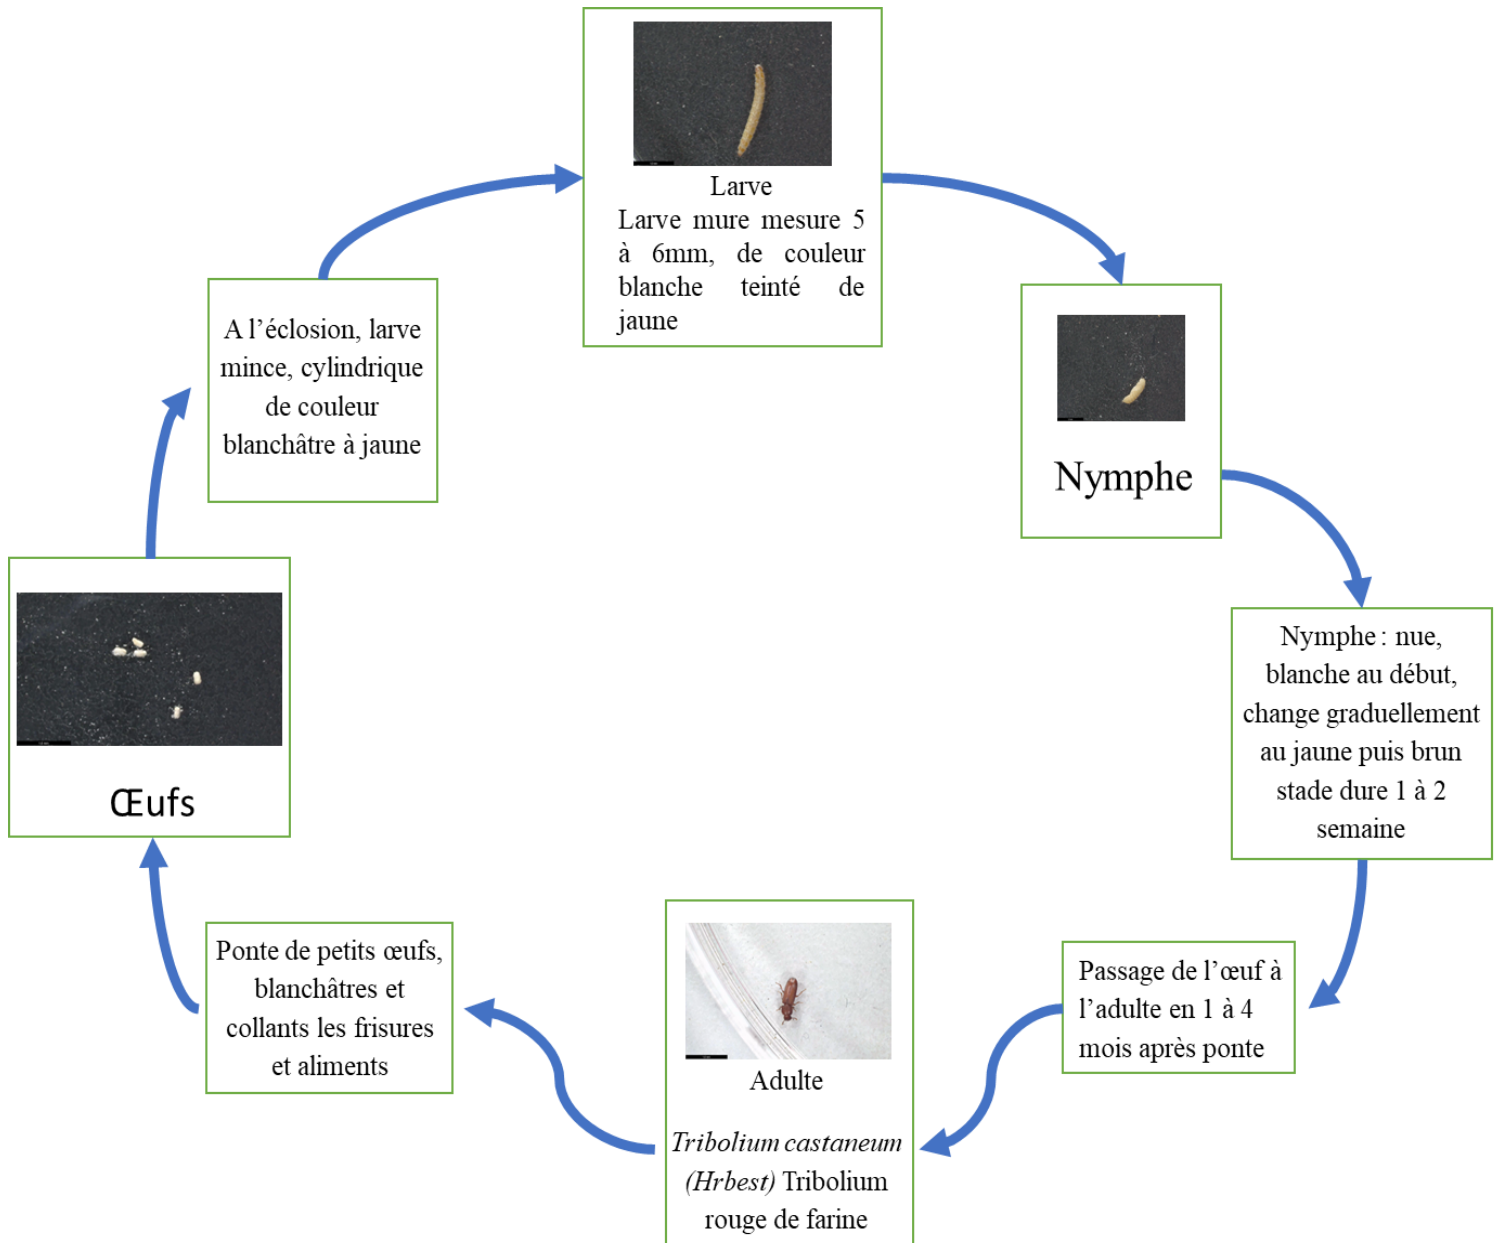 Larve
Larve mure mesure 5
à 6mm, de couleur
blanche teinté de
jaune
A l’éclosion, larve
mince, cylindrique
de couleur
blanchâtre à jaune
Nymphe
Œufs
Nymphe : nue,
blanche au début,
change graduellement
au jaune puis brun
stade dure 1 à 2
semaine
Passage de l’œuf à
l’adulte en 1 à 4
mois après ponte
Adulte
Tribolium castaneum
(Hrbest) Tribolium
rouge de farine
Ponte de petits œufs,
blanchâtres et
collants les frisures
et aliments